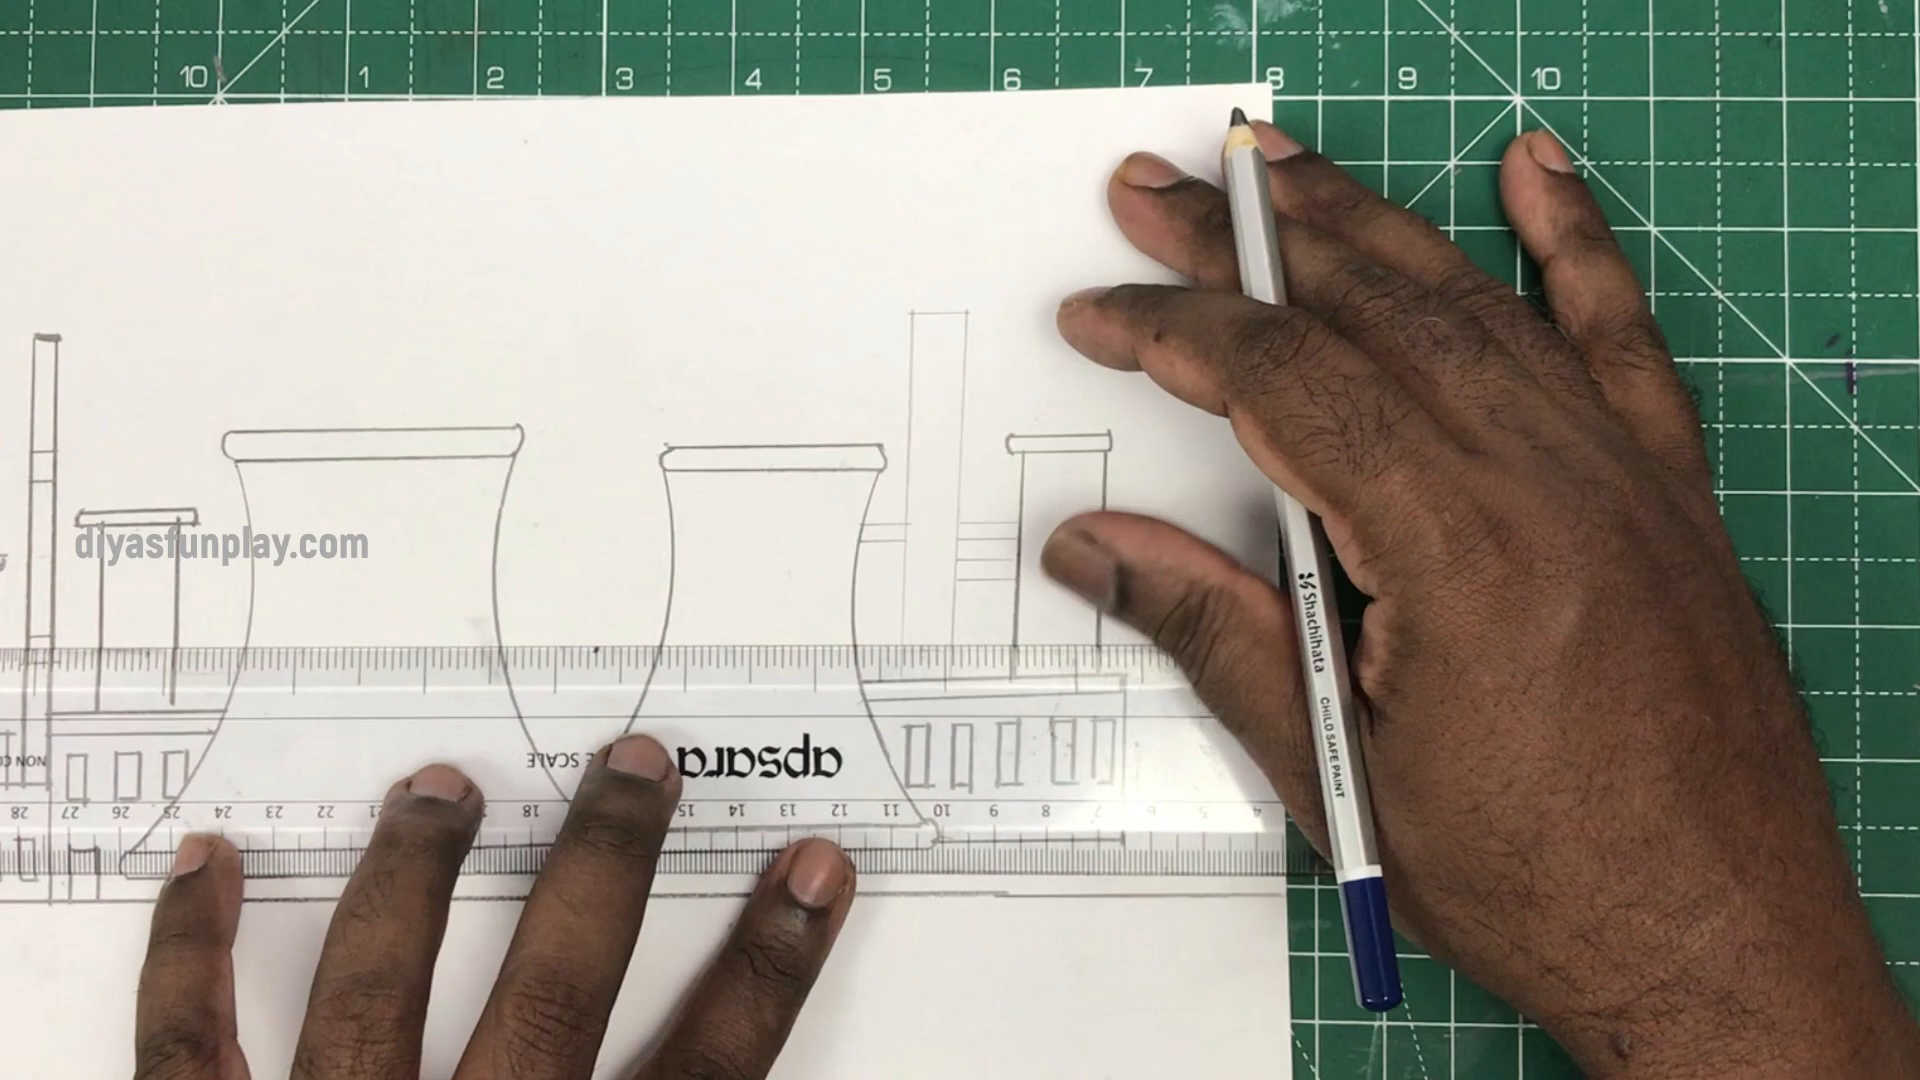 10 1 2 3 4 5 6 7 8 9 10
diyasfunplay.com
Shachihata CHILD SAFE PAINT
apsara
SCALE
NON
28 27 26 25 24 23 22 21 18 15 14 13 12 11 10 9 8 7 6 5 4